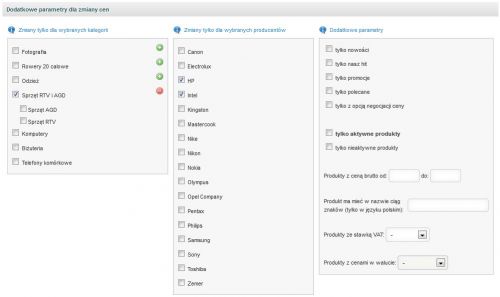 Dodatkowe parametry dla zmiany cen
Zmiany tylko dla wybranych kategorii
Fotografia
Rowery 20 calowe
Odzież
Sprzęt RTV i AGD
Sprzęt AGD
Sprzęt RTV
Komputery
Biżuteria
Telefony komórkowe
Zmiany tylko dla wybranych producentów
Canon
Electrolux
HP
Intel
Kingston
Mastercook
Nike
Nikon
Nokia
Olympus
Opel Company
Pentax
Philips
Samsung
Sony
Toshiba
Zemer
Dodatkowe parametry
tylko nowości
tylko nasz hit
tylko promocje
tylko polecane
tylko z opcją negocjacji ceny
tylko aktywne produkty
tylko nieaktywne produkty
Produkty z ceną brutto od: do:
Produkt ma mieć w nazwie ciąg
znaków (tylko w języku polskim):
Produkty ze stawką VAT: -
Produkty z cenami w walucie: -